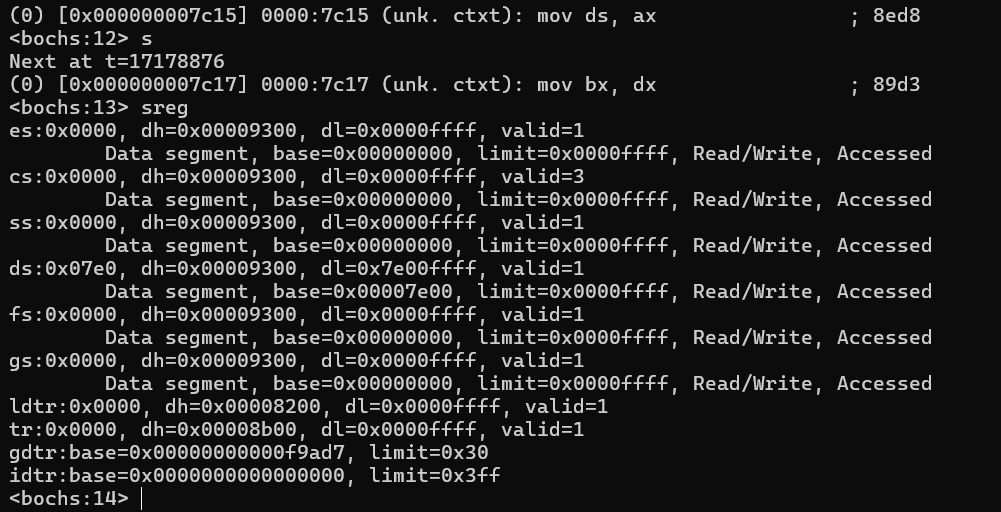 (0) [0x000000007c15] 0000:7c15 (unk. ctxt): mov ds, ax                ; 8ed8
<bochs:12> s
Next at t=17178876
(0) [0x000000007c17] 0000:7c17 (unk. ctxt): mov bx, dx                ; 89d3
<bochs:13> sreg
es:0x0000, dh=0x00009300, dl=0x0000ffff, valid=1
        Data segment, base=0x00000000, limit=0x0000ffff, Read/Write, Accessed
cs:0x0000, dh=0x00009300, dl=0x0000ffff, valid=3
        Data segment, base=0x00000000, limit=0x0000ffff, Read/Write, Accessed
ss:0x0000, dh=0x00009300, dl=0x0000ffff, valid=1
        Data segment, base=0x00000000, limit=0x0000ffff, Read/Write, Accessed
ds:0x07e0, dh=0x00009300, dl=0x7e00ffff, valid=1
        Data segment, base=0x00007e00, limit=0x0000ffff, Read/Write, Accessed
fs:0x0000, dh=0x00009300, dl=0x0000ffff, valid=1
        Data segment, base=0x00000000, limit=0x0000ffff, Read/Write, Accessed
gs:0x0000, dh=0x00009300, dl=0x0000ffff, valid=1
        Data segment, base=0x00000000, limit=0x0000ffff, Read/Write, Accessed
ldtr:0x0000, dh=0x00008200, dl=0x0000ffff, valid=1
tr:0x0000, dh=0x00008b00, dl=0x0000ffff, valid=1
gdtr:base=0x00000000000f9ad7, limit=0x30
idtr:base=0x0000000000000000, limit=0x3ff
<bochs:14>